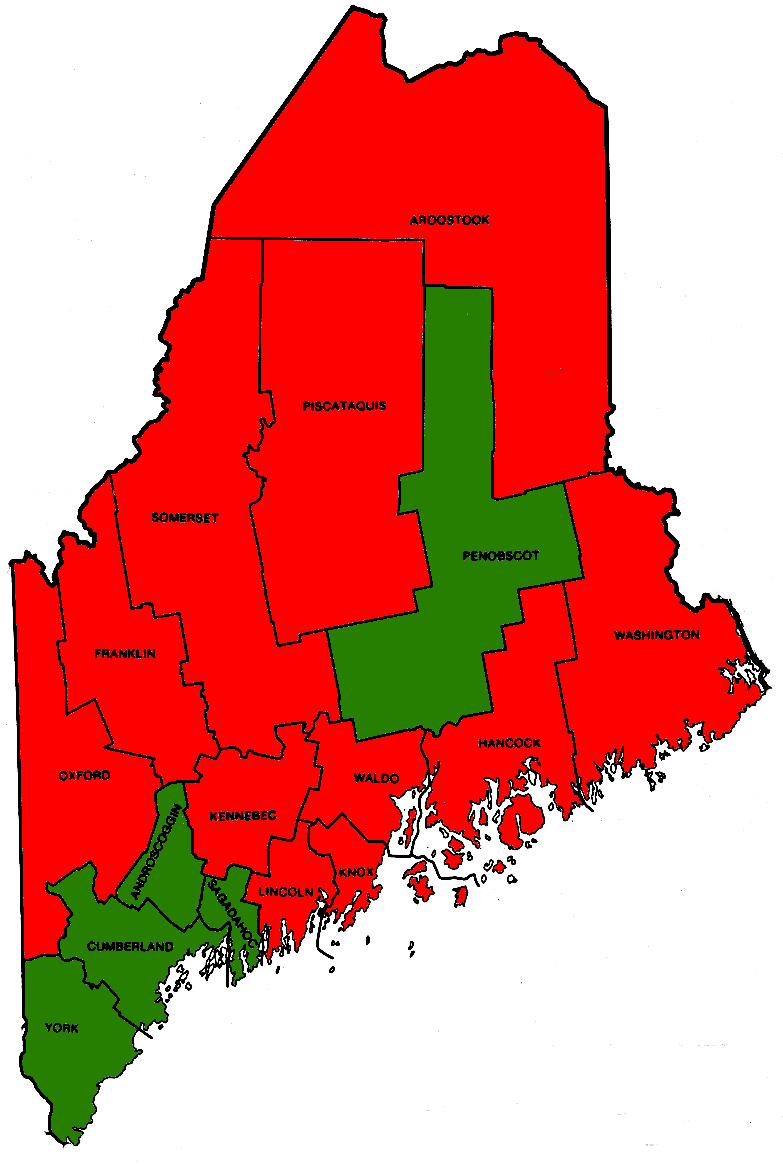 AROOSTOOK
PISCATAQUIS
SOMERSET
PENOBSCOT
WASHINGTON
FRANKLIN
HANCOCK
OXFORD
WALDO
KENNEBEC
ANDROSCOGGIN
KNOX
LINCOLN
SAGADAHOC
CUMBERLAND
YORK